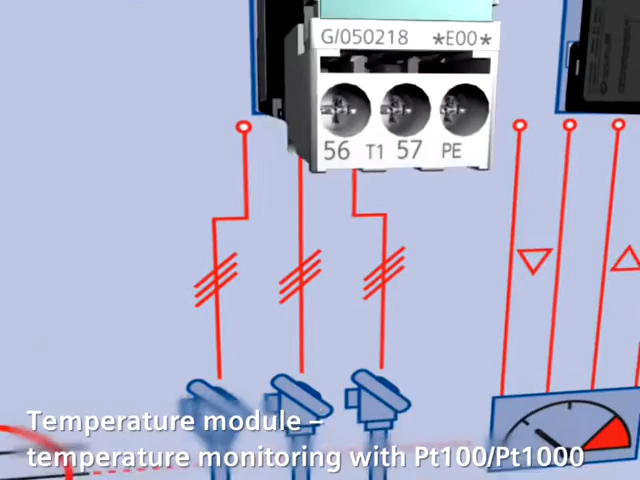 G/050218 *E00*
56 T1 57 PE
Temperature module –
temperature monitoring with Pt100/Pt1000